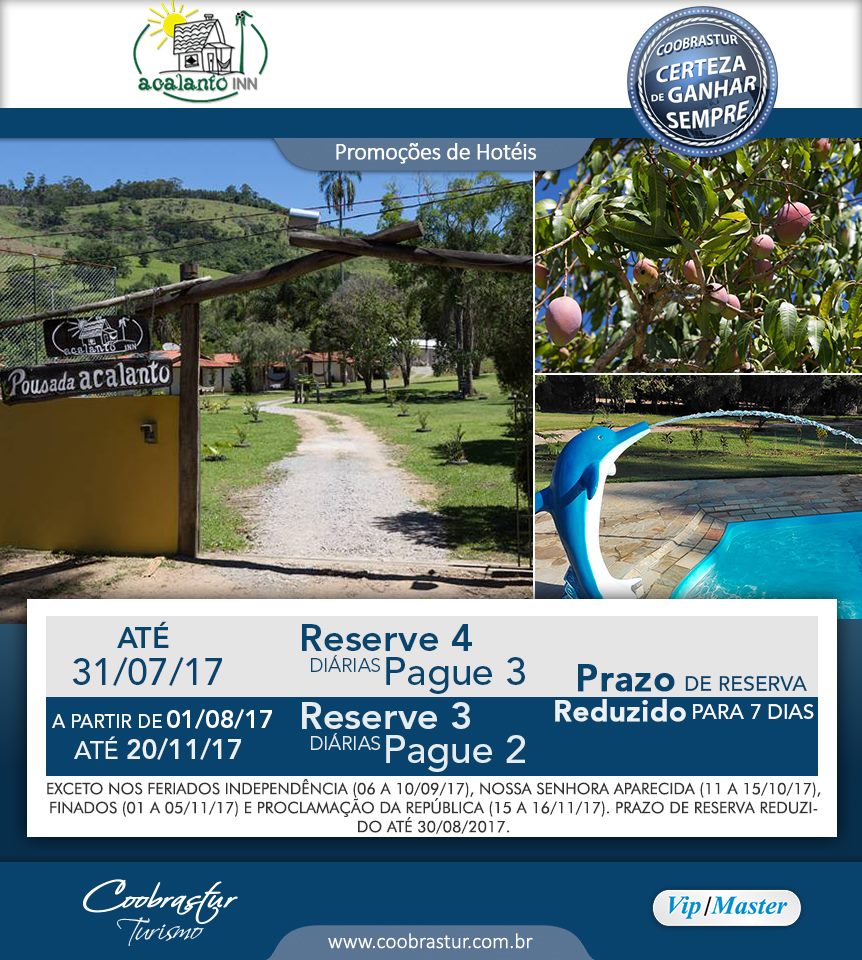 acalanto INN
COOBRASTUR
CERTEZA
DE GANHAR
SEMPRE
Promoções de Hotéis
acalanto INN
Pousada acalanto
ATÉ
31/07/17
Reserve 4
DIÁRIAS Pague 3
A PARTIR DE 01/08/17
ATÉ 20/11/17
Reserve 3
DIÁRIAS Pague 2
Prazo DE RESERVA
Reduzido PARA 7 DIAS
EXCETO NOS FERIADOS INDEPENDÊNCIA (06 A 10/09/17), NOSSA SENHORA APARECIDA (11 A 15/10/17),
FINADOS (01 A 05/11/17) E PROCLAMAÇÃO DA REPÚBLICA (15 A 16/11/17). PRAZO DE RESERVA REDUZI-
DO ATÉ 30/08/2017.
Coobrastur
Turismo
Vip/Master
www.coobrastur.com.br